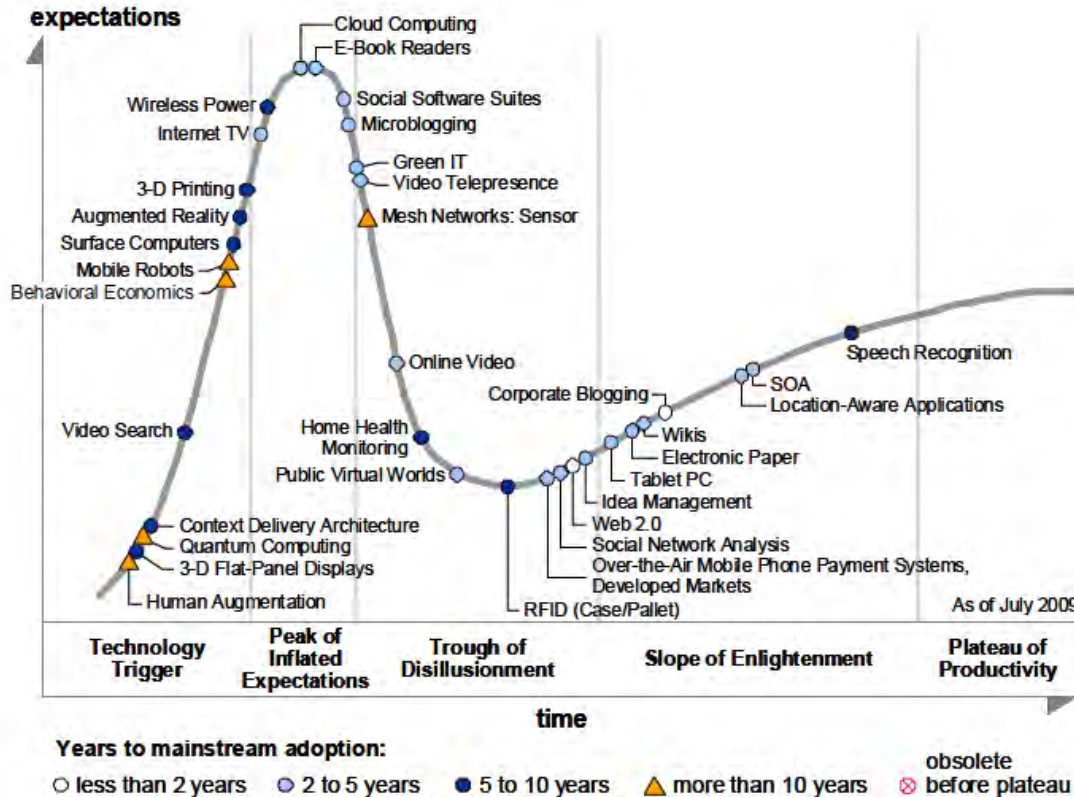 expectations
Cloud Computing
E-Book Readers
Wireless Power
Social Software Suites
Internet TV
Microblogging
Green IT
3-D Printing
Video Telepresence
Augmented Reality
Mesh Networks: Sensor
Surface Computers
Mobile Robots
Behavioral Economics
Speech Recognition
Online Video
SOA
Corporate Blogging
Location-Aware Applications
Video Search
Home Health
Monitoring
Wikis
Electronic Paper
Public Virtual Worlds
Tablet PC
Idea Management
Context Delivery Architecture
Web 2.0
Quantum Computing
Social Network Analysis
3-D Flat-Panel Displays
Over-the-Air Mobile Phone Payment Systems,
Developed Markets
Human Augmentation
RFID (Case/Pallet)
As of July 2009
Technology
Trigger
Peak of
Inflated
Expectations
Trough of
Disillusionment
Slope of Enlightenment
Plateau of
Productivity
time
Years to mainstream adoption:
less than 2 years
2 to 5 years
5 to 10 years
more than 10 years
obsolete
before plateau